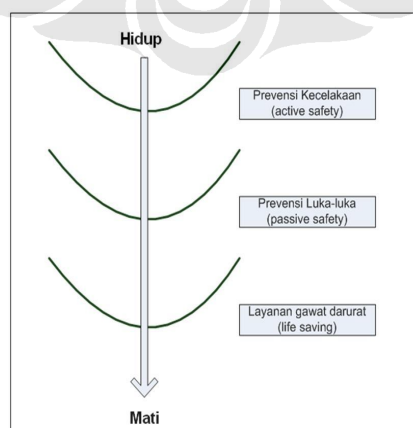 Hidup
Prevensi Kecelakaan
(active safety)
Prevensi Luka-luka
(passive safety)
Layanan gawat darurat
(life saving)
Mati